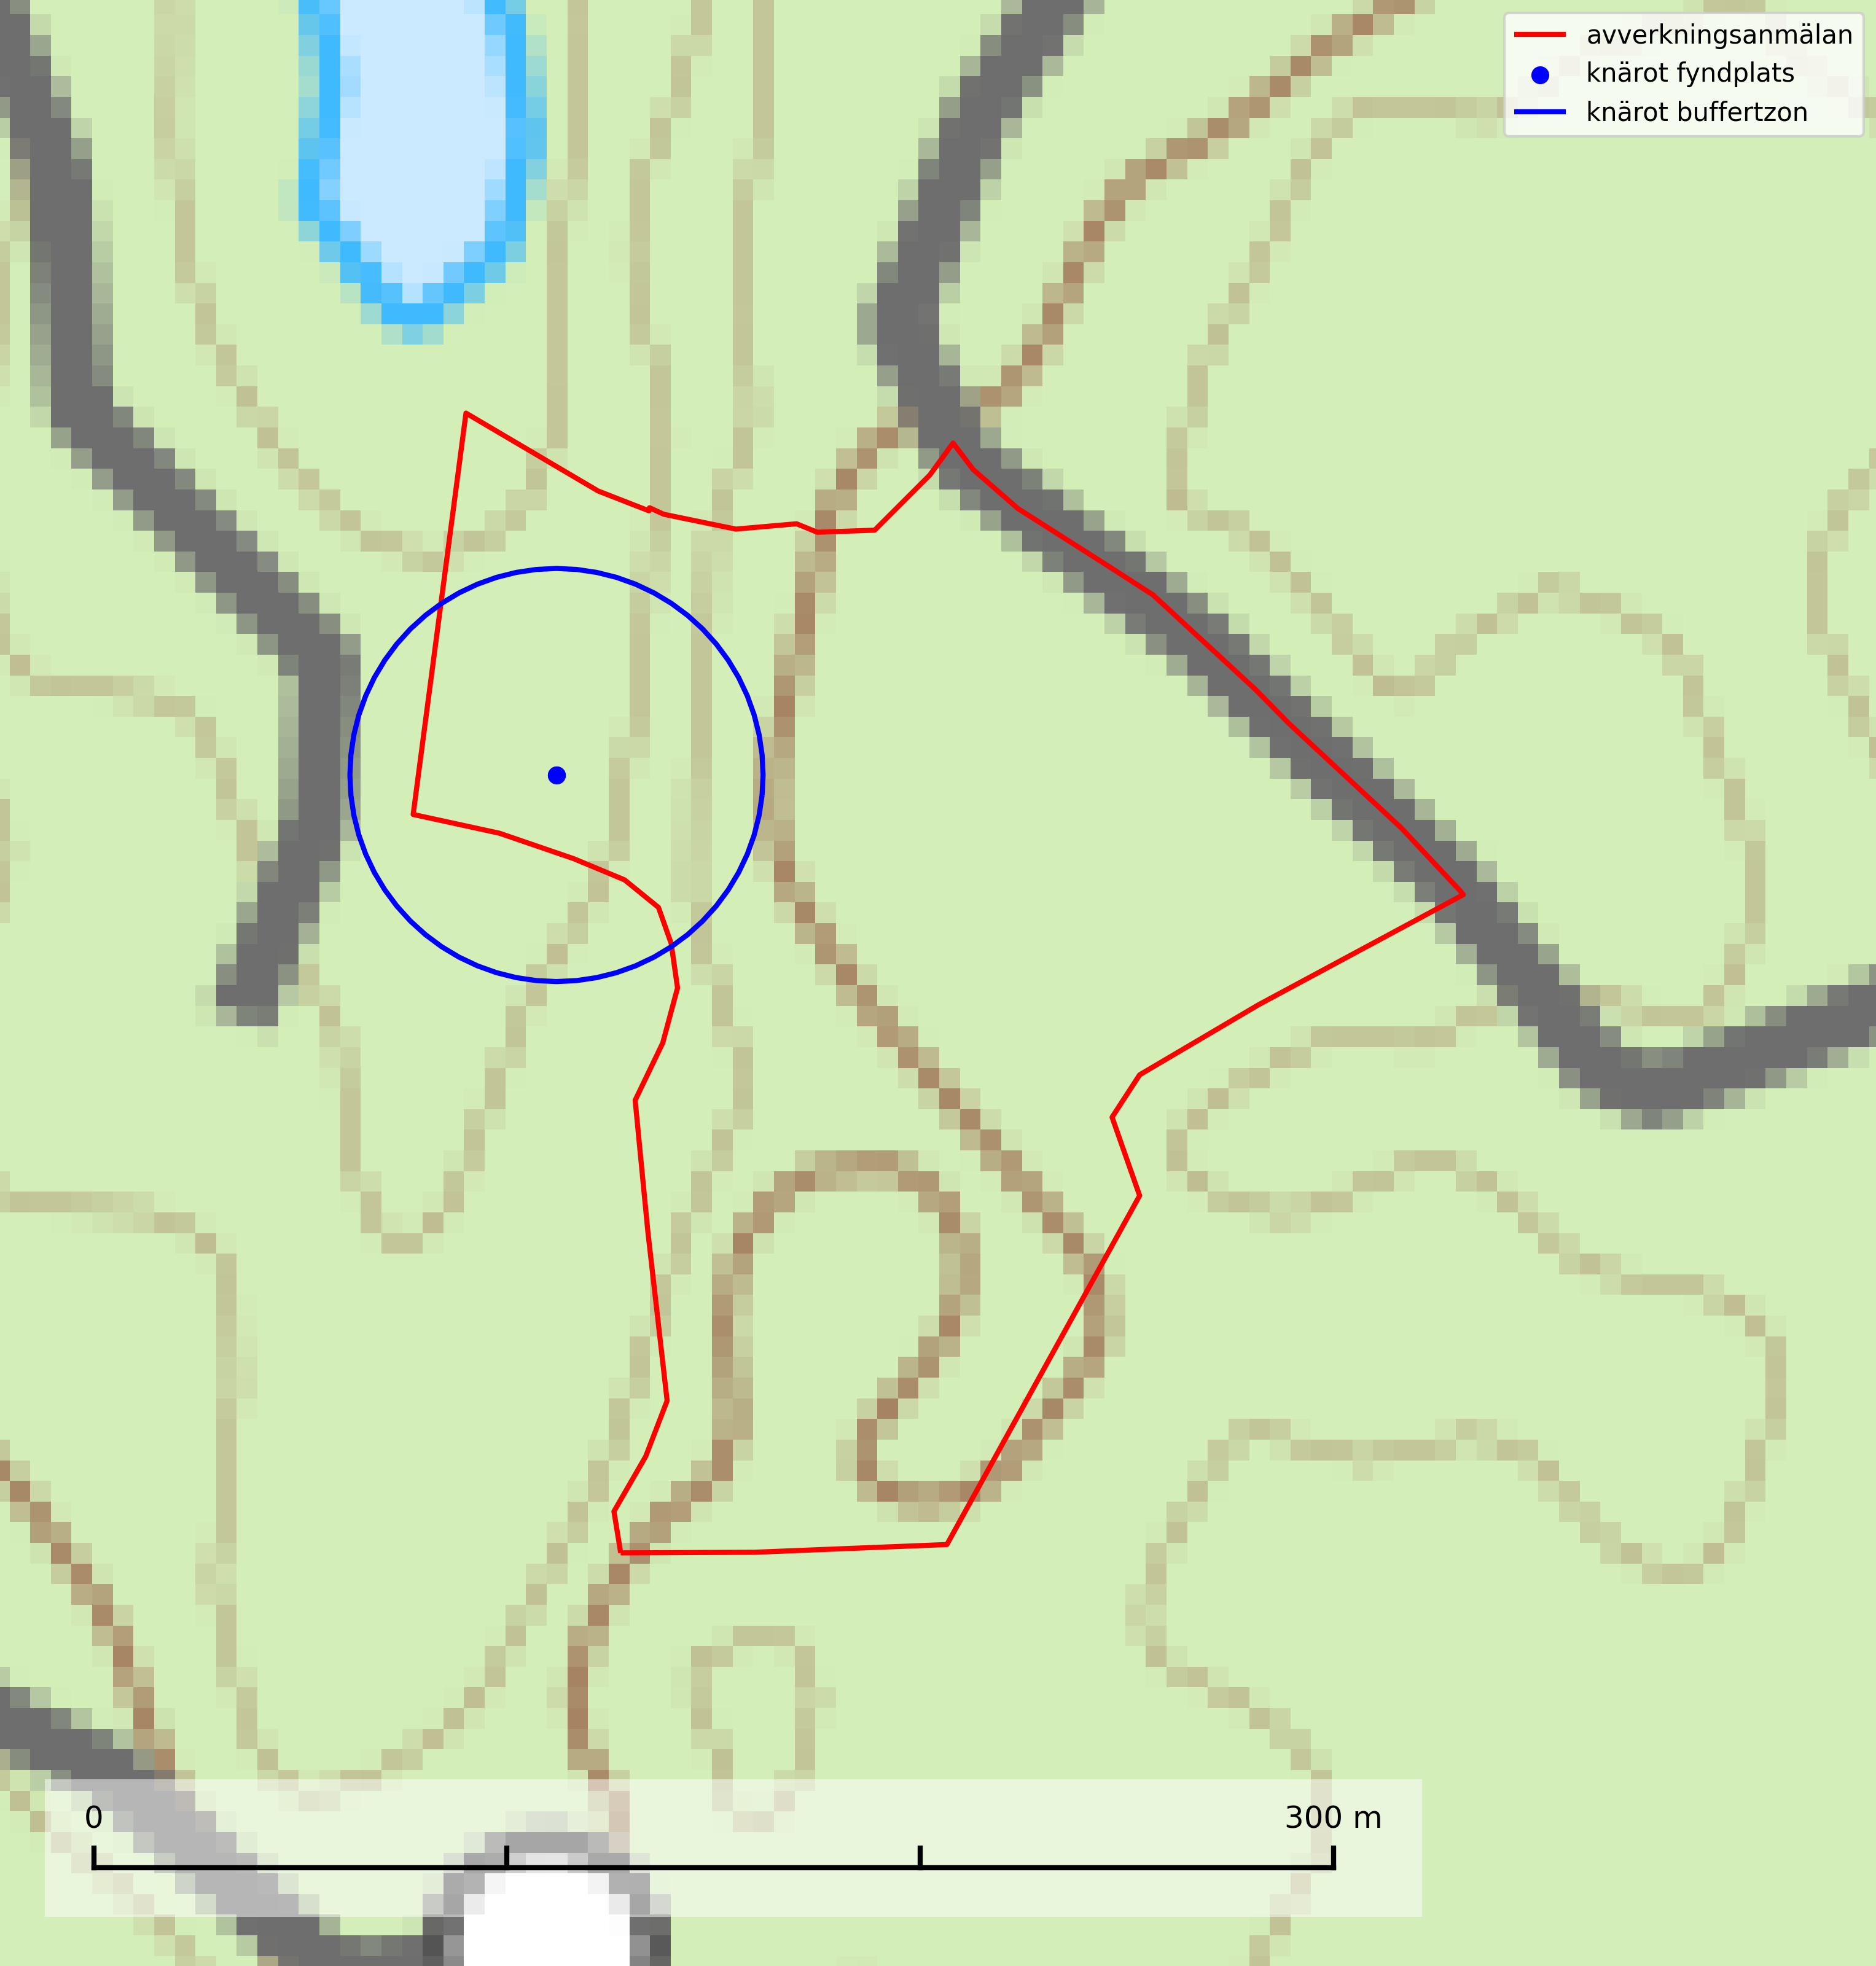 avverkningsanmälan
knärot fyndplats
knärot buffertzon
0 300 m